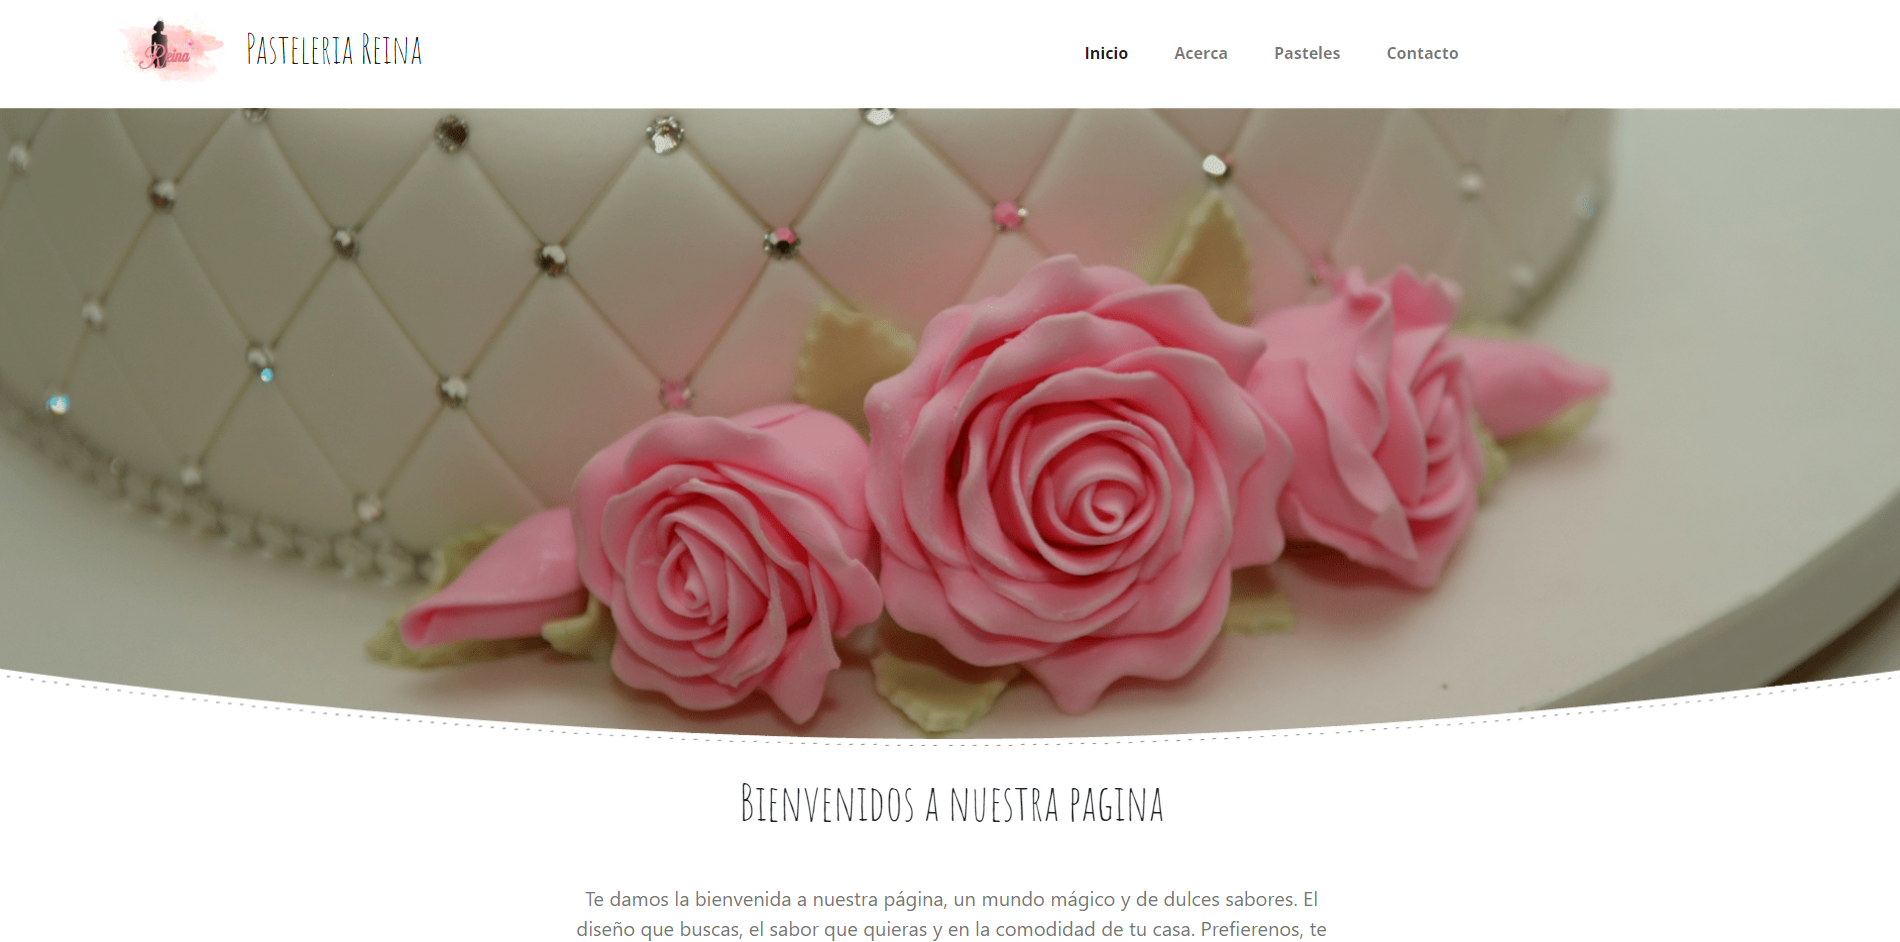 Reina
Pasteleria Reina
Inicio
Acerca
Pasteles
Contacto
Bienvenidos a nuestra pagina
Te damos la bienvenida a nuestra página, un mundo mágico y de dulces sabores. El
diseño que buscas, el sabor que quieras y en la comodidad de tu casa. Prefierenos, te